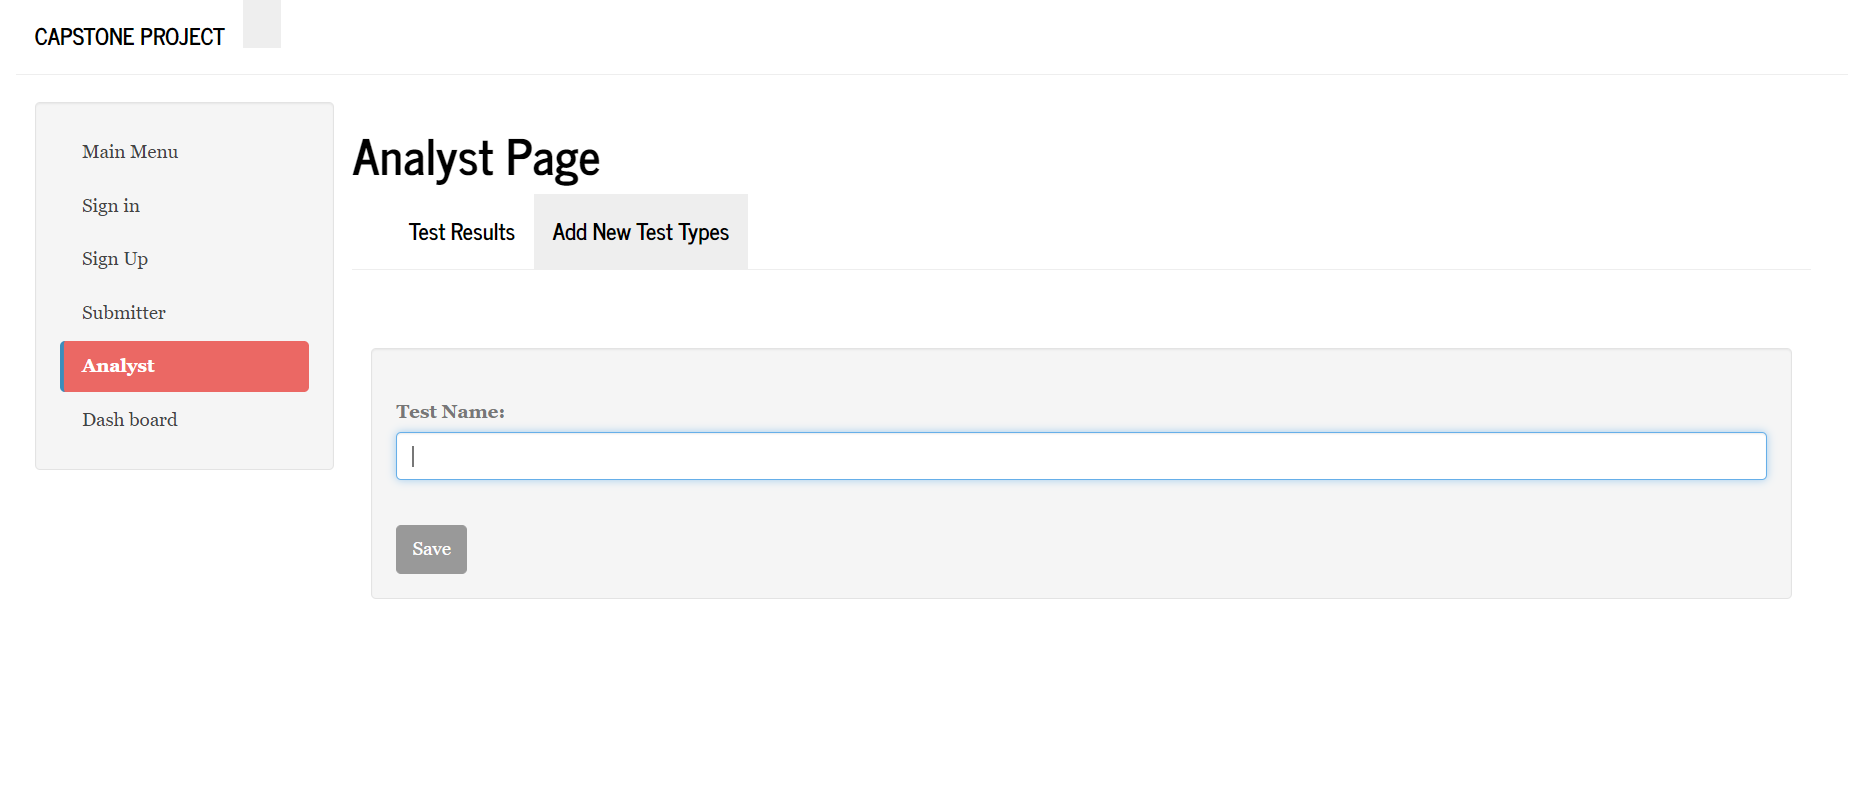 CAPSTONE PROJECT
Main Menu
Sign in
Sign Up
Submitter
Analyst
Dash board
Analyst Page
Test Results
Add New Test Types
Test Name:
Save